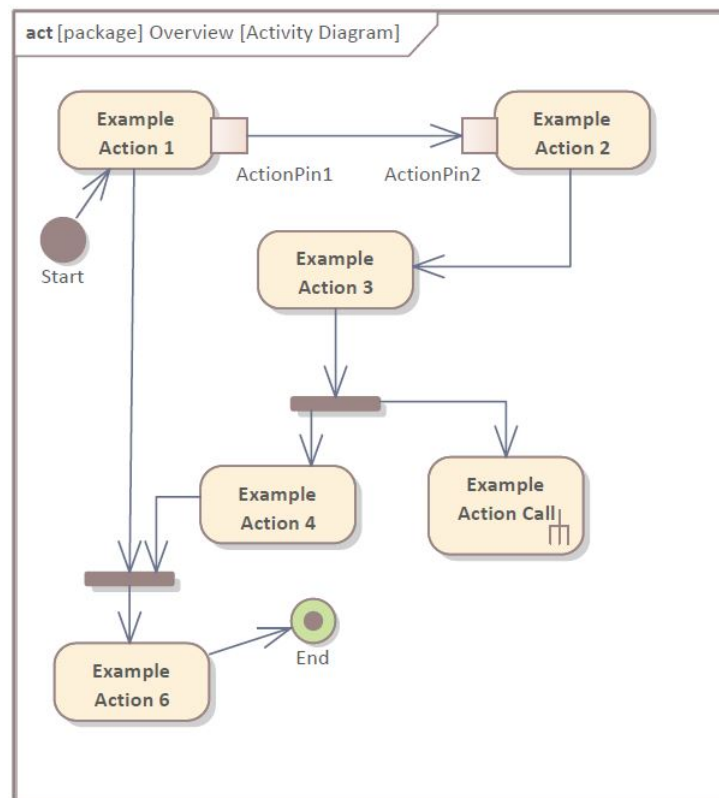 act [package] Overview [Activity Diagram]
Example
Action 1
Example
Action 2
ActionPin1
ActionPin2
Start
Example
Action 3
Example
Action 4
Example
Action Call
Example
Action 6
End